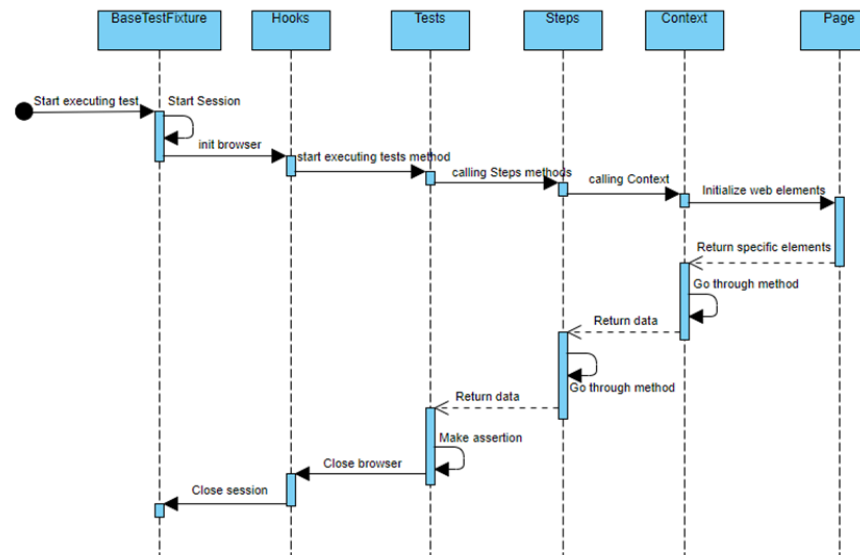 BaseTestFixture
Hooks
Tests
Steps
Context
Page
Start executing test
Start Session
init browser
start executing tests method
calling Steps methods
calling Context
Initialize web elements
Return specific elements
Go through method
Return data
Go through method
Return data
Make assertion
Close browser
Close session